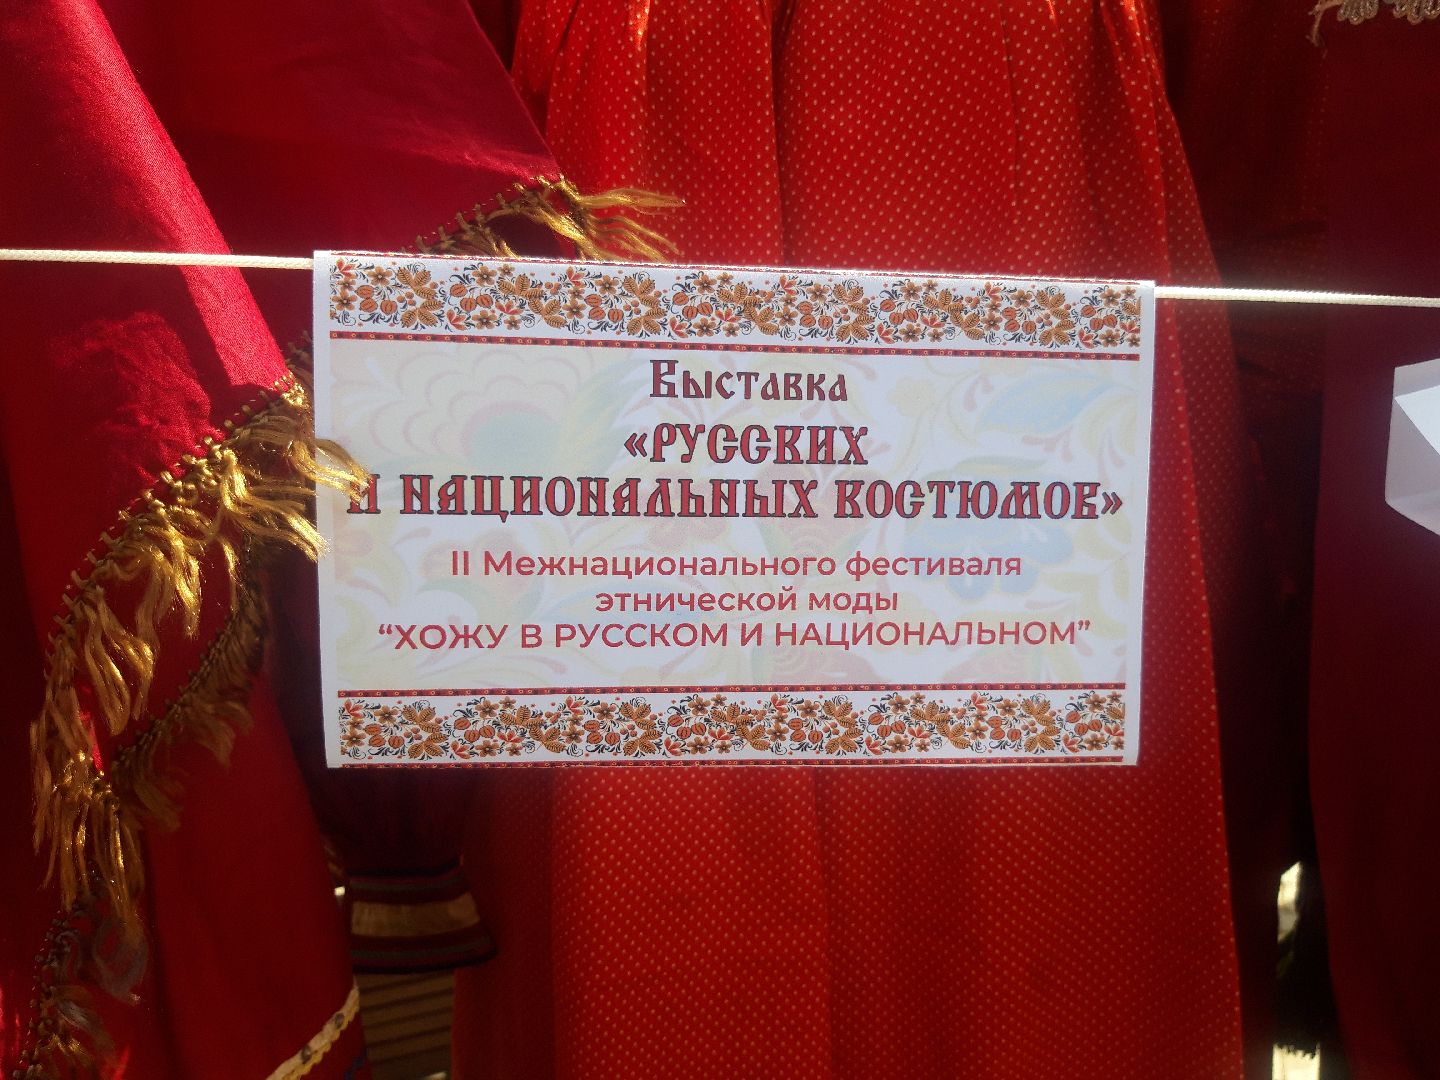 Выставка
«РУССКИХ
И НАЦИОНАЛЬНЫХ КОСТЮМОВ»
II Межнационального фестиваля
этнической моды
“ХОЖУ В РУССКОМ И НАЦИОНАЛЬНОМ”